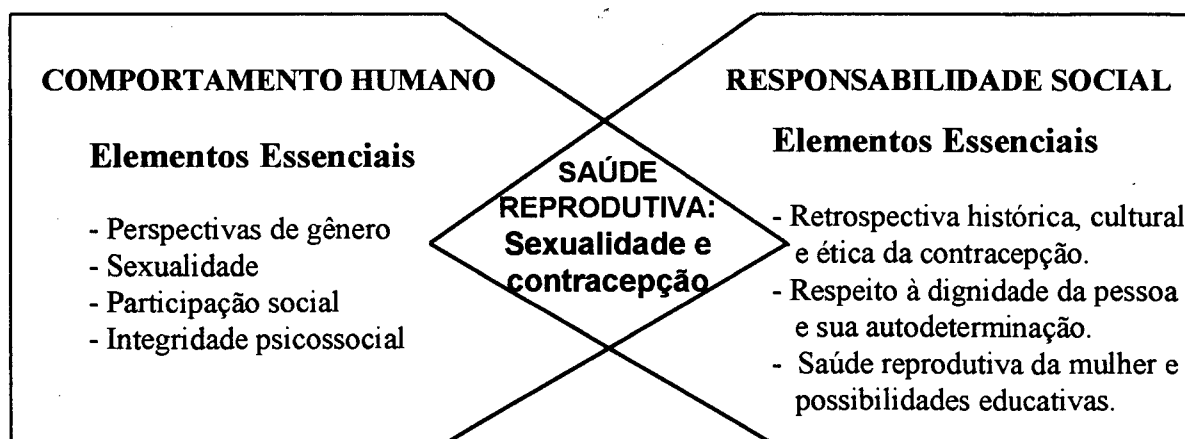 COMPORTAMENTO HUMANO
Elementos Essenciais
- Perspectivas de gênero
- Sexualidade
- Participação social
- Integridade psicossocial
SAÚDE
REPRODUTIVA:
Sexualidade e
contracepção
RESPONSABILIDADE SOCIAL
Elementos Essenciais
- Retrospectiva histórica, cultural
e ética da contracepção.
- Respeito à dignidade da pessoa
e sua autodeterminação.
- Saúde reprodutiva da mulher e
possibilidades educativas.